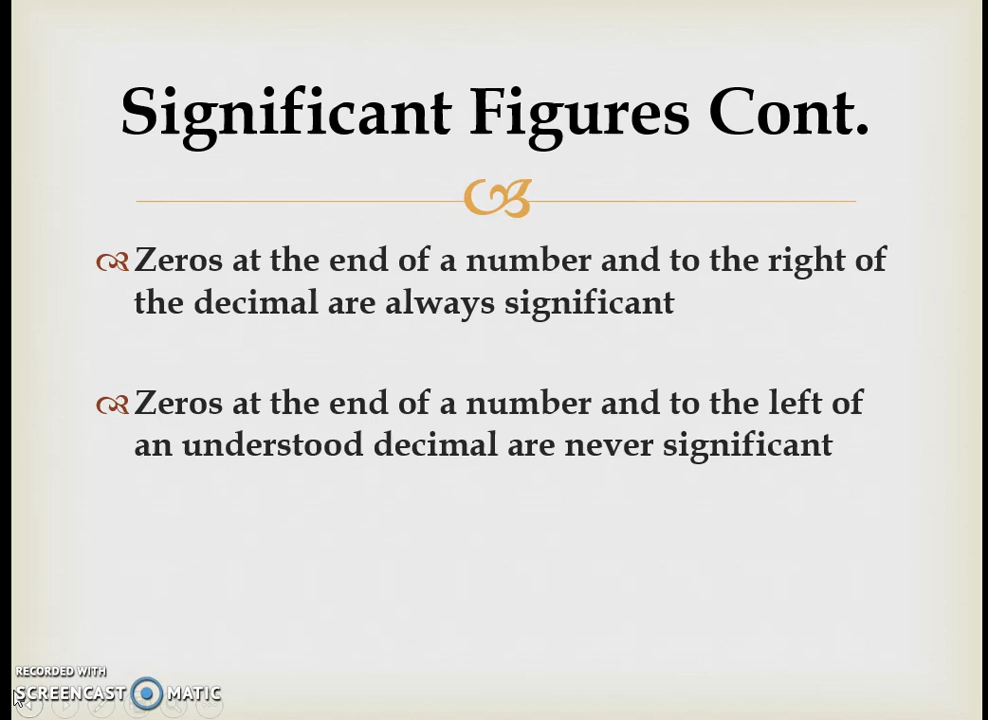 Significant Figures Cont.
Zeros at the end of a number and to the right of
the decimal are always significant
Zeros at the end of a number and to the left of
an understood decimal are never significant
RECORDED WITH
SCREENCAST MATIC